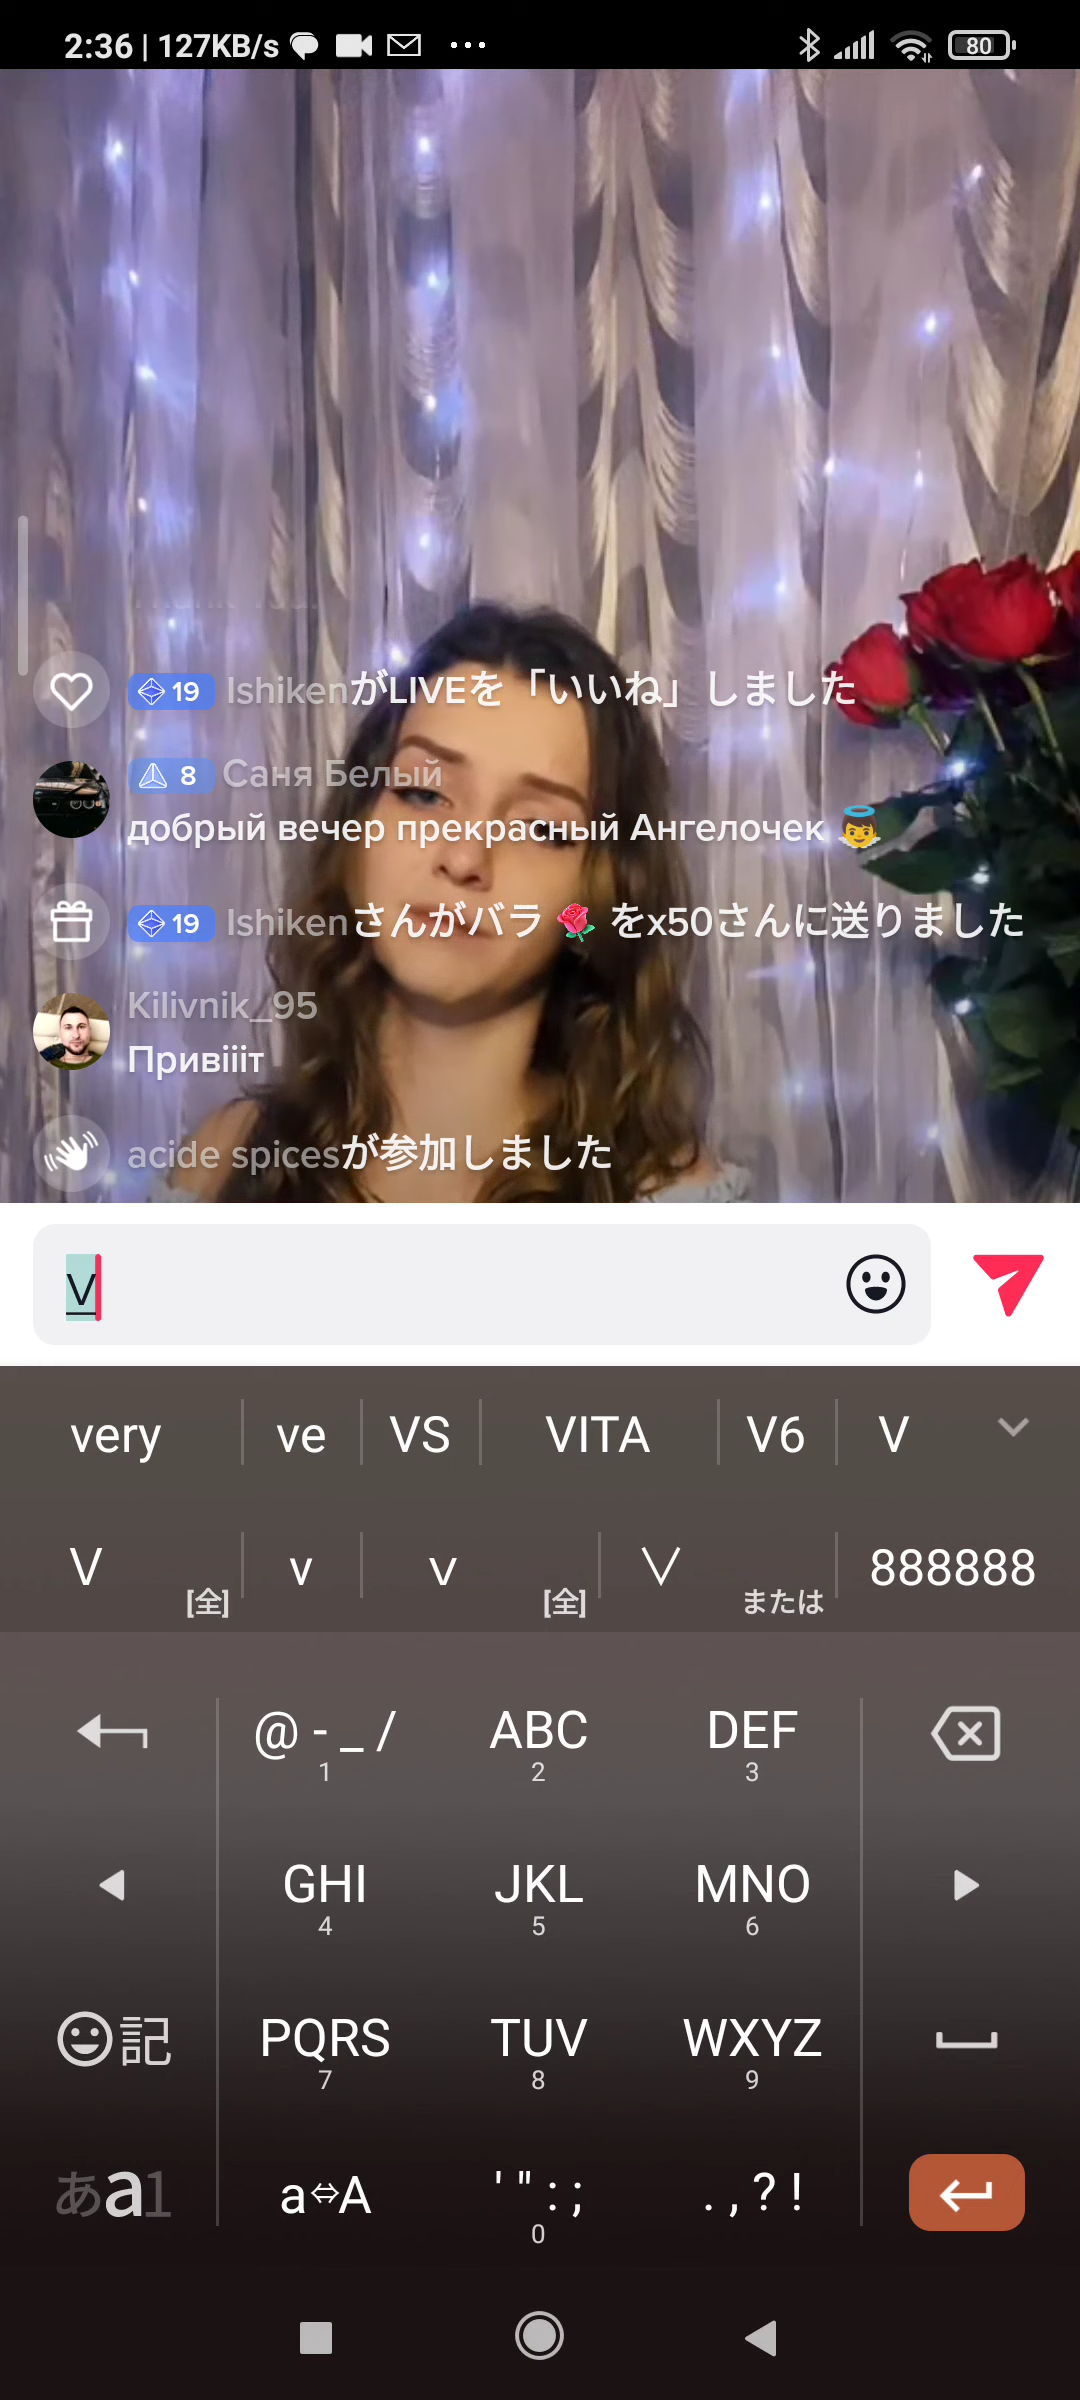 2:36 | 127KB/s
80
19 IshikenがLIVEを「いいね」しました
8 Саня Белый
добрый вечер прекрасный Ангелочек
19 Ishikenさんがバラ をx50さんに送りました
Kilivnik_95
Привіііт
acide spicesが参加しました
V
very ve VS VITA V6 V
V [全] v v [全] ∨ または 888888
@ - _ / ABC DEF
1 2 3
GHI JKL MNO
4 5 6
記 PQRS TUV WXYZ
7 8 9
あa1 a⇔A ' " : ; . , ? !
0